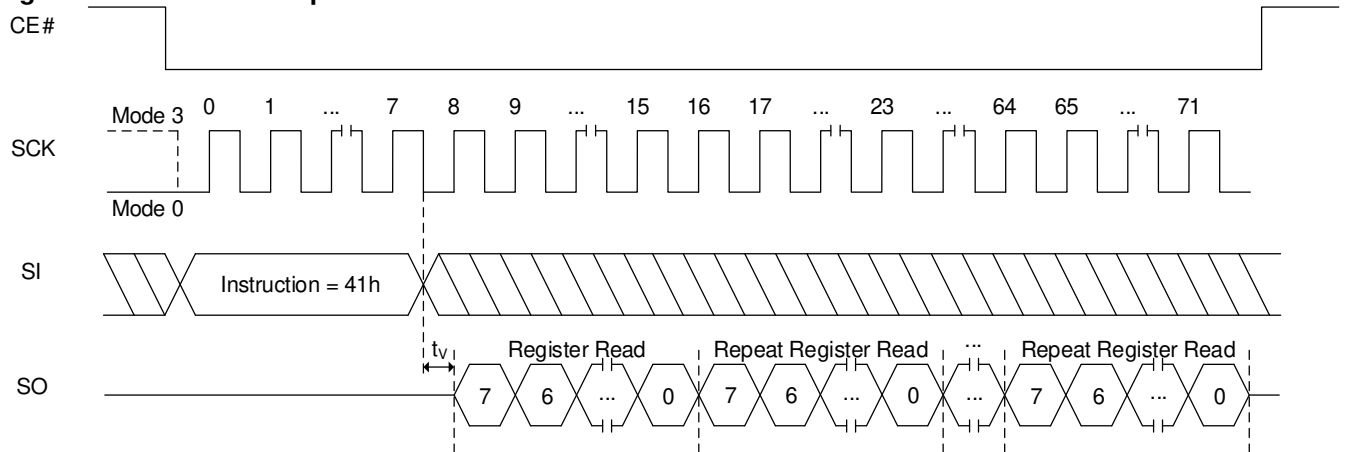 CE#
Mode 3 0 1 ... 7 8 9 ... 15 16 17 ... 23 ... 64 65 ... 71
SCK
Mode 0
SI
Instruction = 41h
tV Register Read Repeat Register Read ... Repeat Register Read
SO 7 6 ... 0 7 6 ... 0 ... 7 6 ... 0